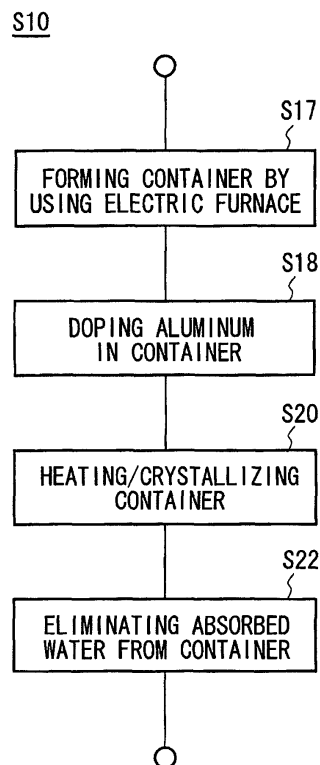 S10
S17
FORMING CONTAINER BY
USING ELECTRIC FURNACE
S18
DOPING ALUMINUM
IN CONTAINER
S20
HEATING/CRYSTALLIZING
CONTAINER
S22
ELIMINATING ABSORBED
WATER FROM CONTAINER